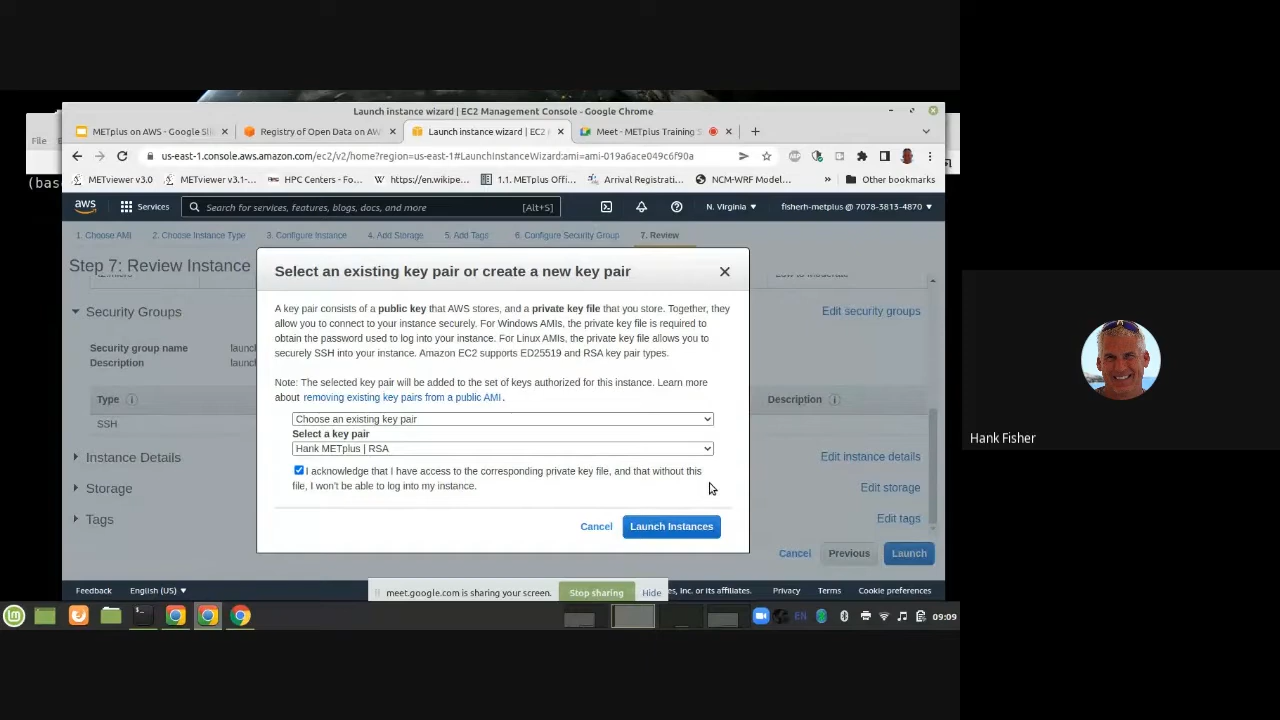 Launch instance wizard | EC2 Management Console - Google Chrome
File
METplus on AWS - Google Sli
Registry of Open Data on AW
Launch instance wizard | EC2
Meet - METplus Training S
us-east-1.console.aws.amazon.com/ec2/v2/home?region=us-east-1#LaunchInstanceWizard:ami=ami-019a6ace049c6f90a
METviewer v3.0
METviewer v3.1-...
HPC Centers - Fo...
https://en.wikipe...
1.1. METplus Offi...
Arrival Registrati...
NCM-WRF Model...
»
Other bookmarks
(bas
aws
Services
Search for services, features, blogs, docs, and more
[Alt+S]
N. Virginia
fisherh-metplus @ 7078-3813-4870
1. Choose AMI
2. Choose Instance Type
3. Configure Instance
4. Add Storage
5. Add Tags
6. Configure Security Group
7. Review
Step 7: Review Instance
Select an existing key pair or create a new key pair
A key pair consists of a public key that AWS stores, and a private key file that you store. Together, they
allow you to connect to your instance securely. For Windows AMIs, the private key file is required to
obtain the password used to log into your instance. For Linux AMIs, the private key file allows you to
securely SSH into your instance. Amazon EC2 supports ED25519 and RSA key pair types.
Note: The selected key pair will be added to the set of keys authorized for this instance. Learn more
about removing existing key pairs from a public AMI.
Choose an existing key pair
Select a key pair
Hank METplus | RSA
I acknowledge that I have access to the corresponding private key file, and that without this
file, I won't be able to log into my instance.
Cancel
Launch Instances
Security Groups
Edit security groups
Security group name
launc
Description
launc
Type
Description
SSH
Instance Details
Edit instance details
Storage
Edit storage
Tags
Edit tags
Cancel
Previous
Launch
Feedback
English (US)
meet.google.com is sharing your screen.
Stop sharing
Hide
es, Inc. or its affiliates.
Privacy
Terms
Cookie preferences
EN
09:09
Hank Fisher